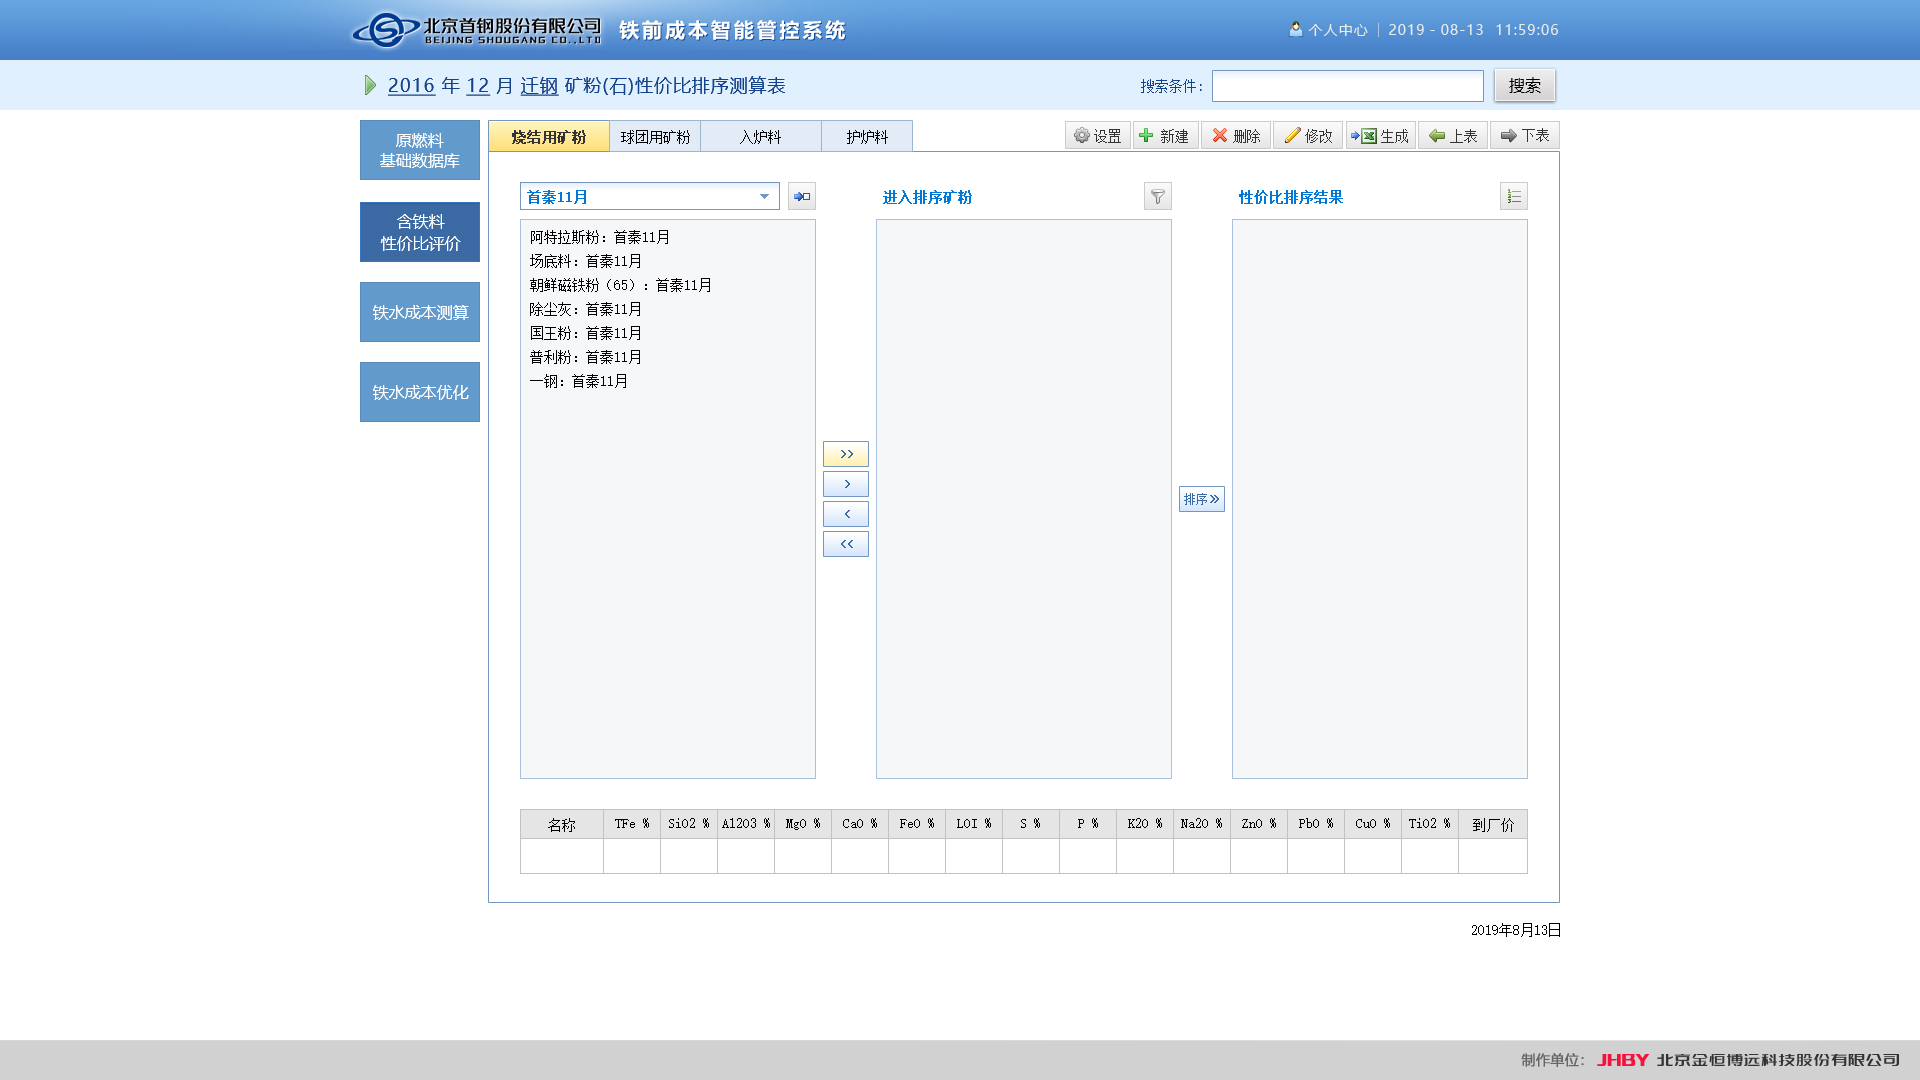 北京首钢股份有限公司 铁前成本智能管控系统
BEIJING SHOUGANG CO.,LTD
个人中心 | 2019 - 08-13 11:59:06
2016 年 12 月 迁钢 矿粉(石)性价比排序测算表
搜索条件：
搜索
原燃料
基础数据库
含铁料
性价比评价
铁水成本测算
铁水成本优化
烧结用矿粉 球团用矿粉 入炉料 护炉料
设置 新建 删除 修改 生成 上表 下表
首秦11月
进入排序矿粉
性价比排序结果
阿特拉斯粉：首秦11月
场底料：首秦11月
朝鲜磁铁粉（65）：首秦11月
除尘灰：首秦11月
国王粉：首秦11月
普利粉：首秦11月
一钢：首秦11月
>>
>
<
<<
排序»
名称 TFe % SiO2 % Al2O3 % MgO % CaO % FeO % LOI % S % P % K2O % Na2O % ZnO % PbO % CuO % TiO2 % 到厂价
2019年8月13日
制作单位： JHBY 北京金恒博远科技股份有限公司